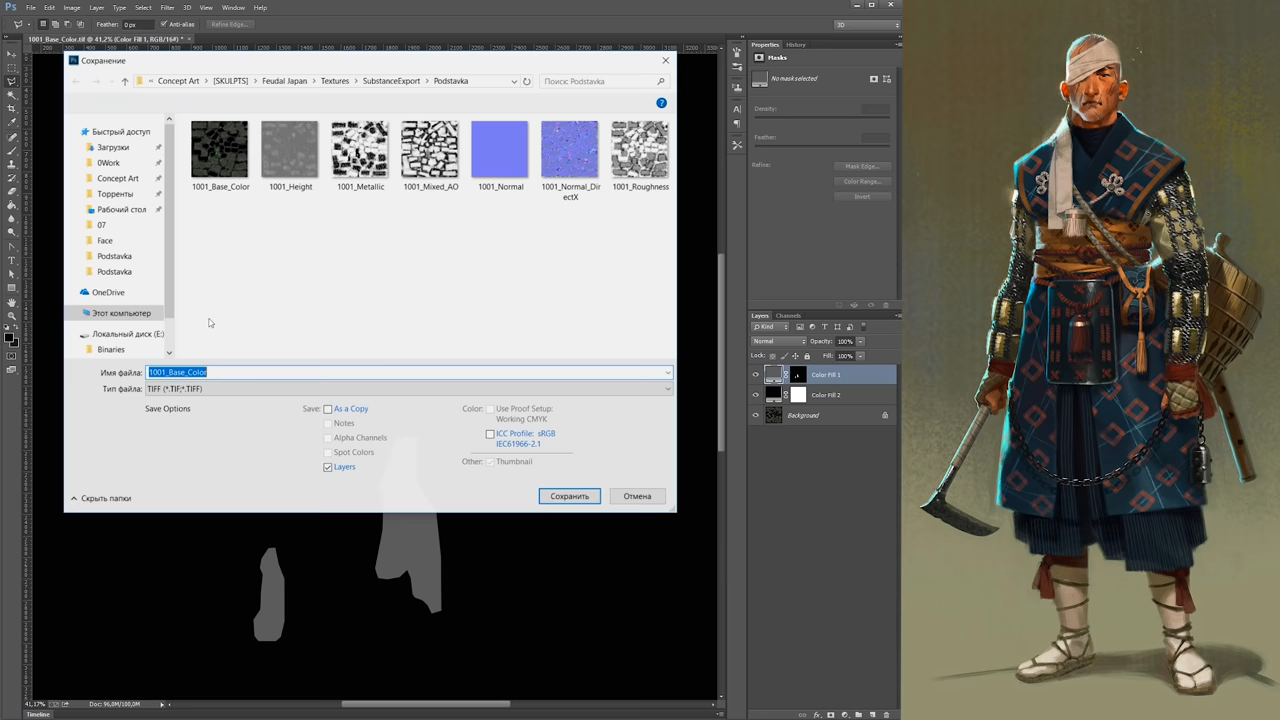 Ps File Edit Image Layer Type Select Filter 3D View Window Help
Feather: 0 px Anti-alias Refine Edge... 3D
1001_Base_Color.tif @ 41,2% (Color Fill 1, RGB/16#) * ×
Сохранение
« Concept Art › [SKULPTS] › Feudal Japan › Textures › SubstanceExport › Podstavka
Поиск: Podstavka
Быстрый доступ
Загрузки
0Work
Concept Art
Торренты
Рабочий стол
07
Face
Podstavka
Podstavka
OneDrive
Этот компьютер
Локальный диск (E:)
Binaries
1001_Base_Color
1001_Height
1001_Metallic
1001_Mixed_AO
1001_Normal
1001_Normal_Dir
ectX
1001_Roughness
Имя файла: 1001_Base_Color
Тип файла: TIFF (*.TIF;*.TIFF)
Save Options
Save: As a Copy
Notes
Alpha Channels
Spot Colors
Layers
Color: Use Proof Setup:
Working CMYK
ICC Profile: sRGB
IEC61966-2.1
Other: Thumbnail
Скрыть папки
Сохранить
Отмена
Properties History
Masks
No mask selected
Density:
Feather:
Refine: Mask Edge...
Color Range...
Invert
Layers Channels
Kind
Normal Opacity: 100%
Lock: Fill: 100%
Color Fill 1
Color Fill 2
Background
41,17% Doc: 96,0M/100,0M
Timeline